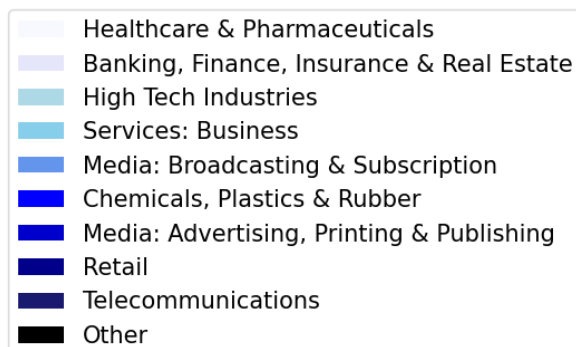 Healthcare & Pharmaceuticals
Banking, Finance, Insurance & Real Estate
High Tech Industries
Services: Business
Media: Broadcasting & Subscription
Chemicals, Plastics & Rubber
Media: Advertising, Printing & Publishing
Retail
Telecommunications
Other